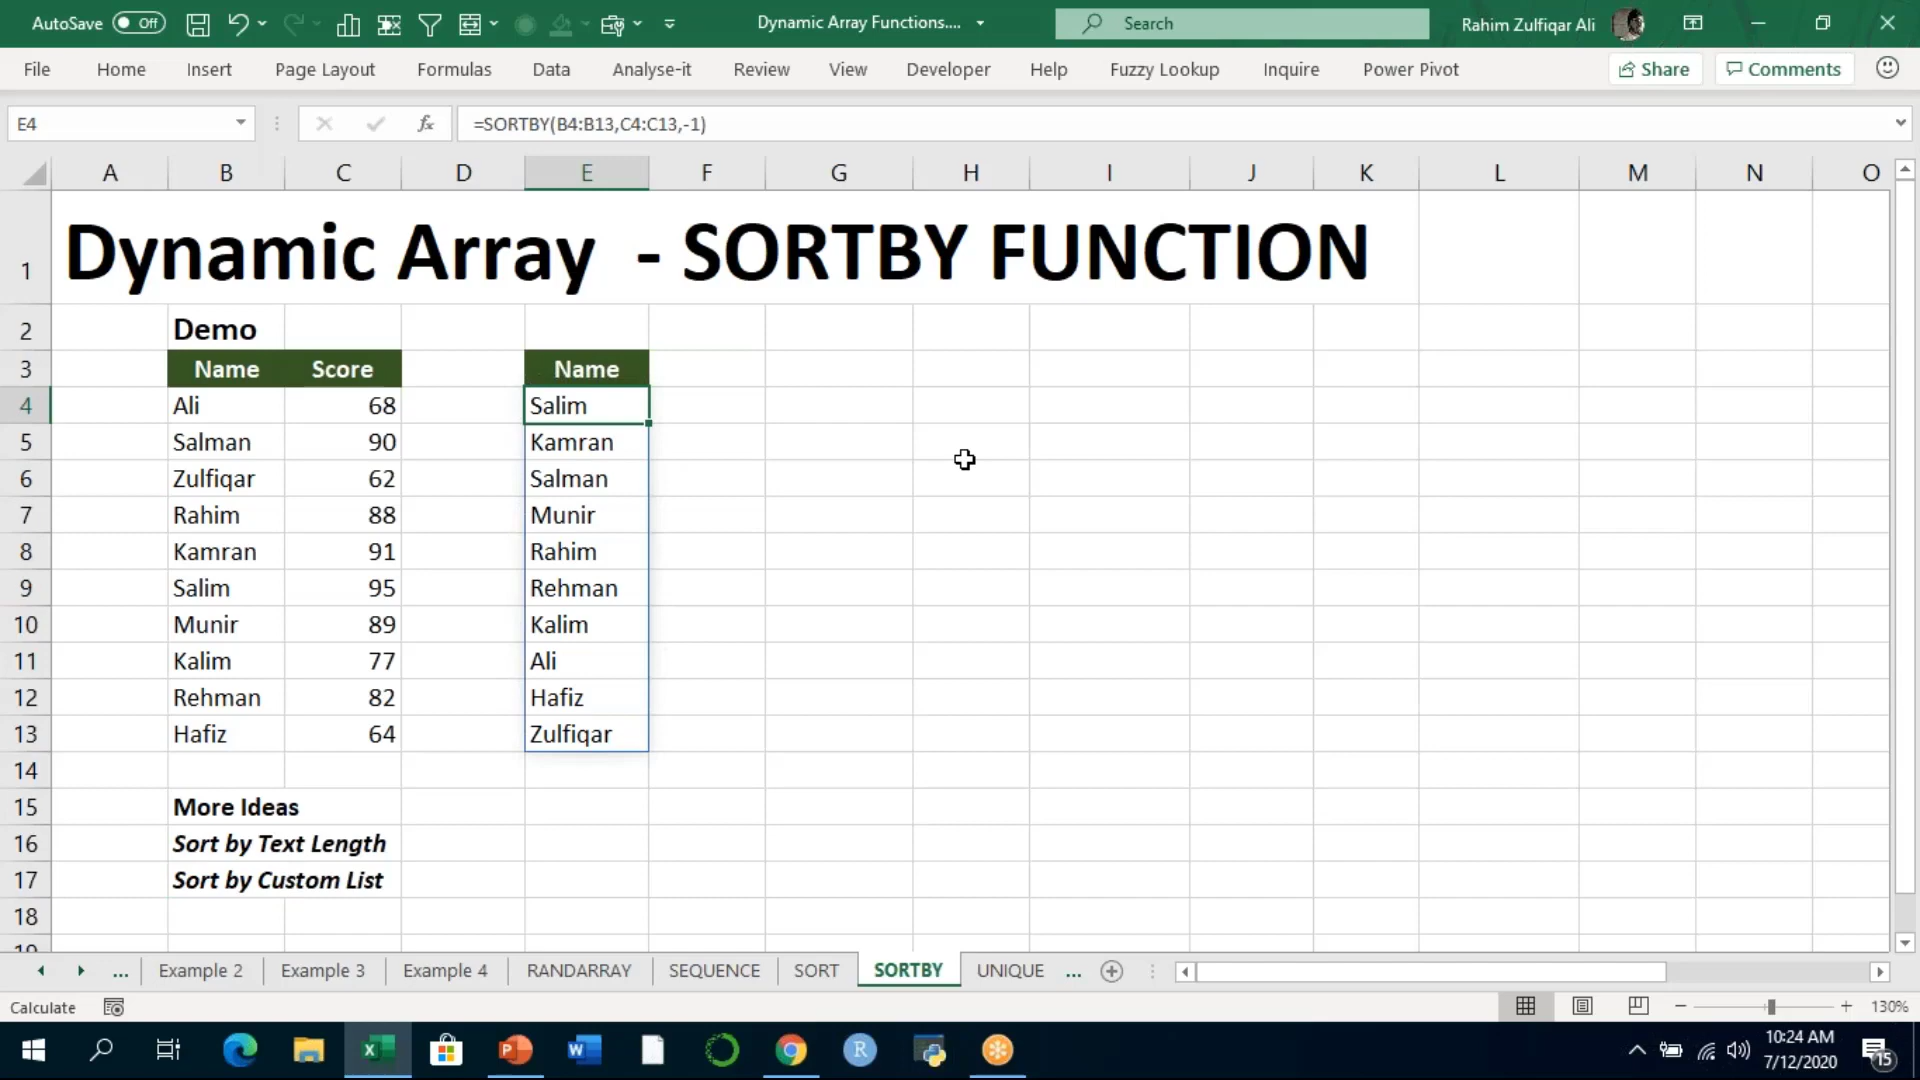 AutoSave Off Dynamic Array Functions.... Search Rahim Zulfiqar Ali
File Home Insert Page Layout Formulas Data Analyse-it Review View Developer Help Fuzzy Lookup Inquire Power Pivot Share Comments
E4 fx =SORTBY(B4:B13,C4:C13,-1)
A B C D E F G H I J K L M N O
1 Dynamic Array - SORTBY FUNCTION
2 Demo
3 Name Score Name
4 Ali 68 Salim
5 Salman 90 Kamran
6 Zulfiqar 62 Salman
7 Rahim 88 Munir
8 Kamran 91 Rahim
9 Salim 95 Rehman
10 Munir 89 Kalim
11 Kalim 77 Ali
12 Rehman 82 Hafiz
13 Hafiz 64 Zulfiqar
14
15 More Ideas
16 Sort by Text Length
17 Sort by Custom List
18
19
... Example 2 Example 3 Example 4 RANDARRAY SEQUENCE SORT SORTBY UNIQUE ...
Calculate 130%
10:24 AM
7/12/2020 15